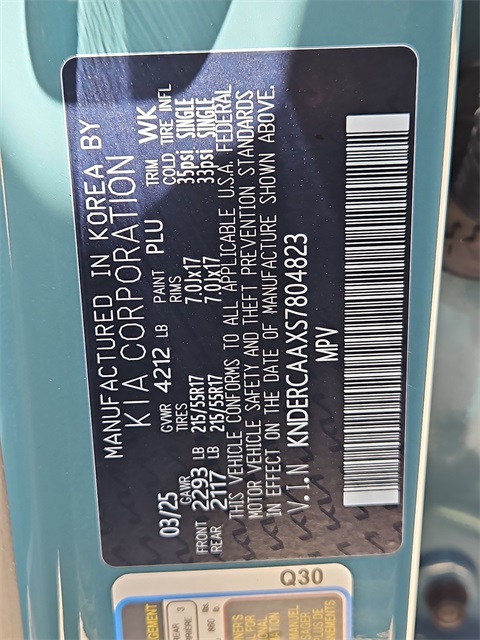 MANUFACTURED IN KOREA BY
KIA CORPORATION
03/25 GVWR 4212 LB PAINT PLU TRIM WK
GAWR TIRES RIMS COLD TIRE INFL
FRONT 2293 LB 215/55R17 7.0Jx17 35psi SINGLE
REAR 2117 LB 215/55R17 7.0Jx17 33psi SINGLE
THIS VEHICLE CONFORMS TO ALL APPLICABLE U.S.A. FEDERAL
MOTOR VEHICLE SAFETY AND THEFT PREVENTION STANDARDS
IN EFFECT ON THE DATE OF MANUFACTURE SHOWN ABOVE.
V.I.N KNDERCAAXS7804823
MPV
Q30